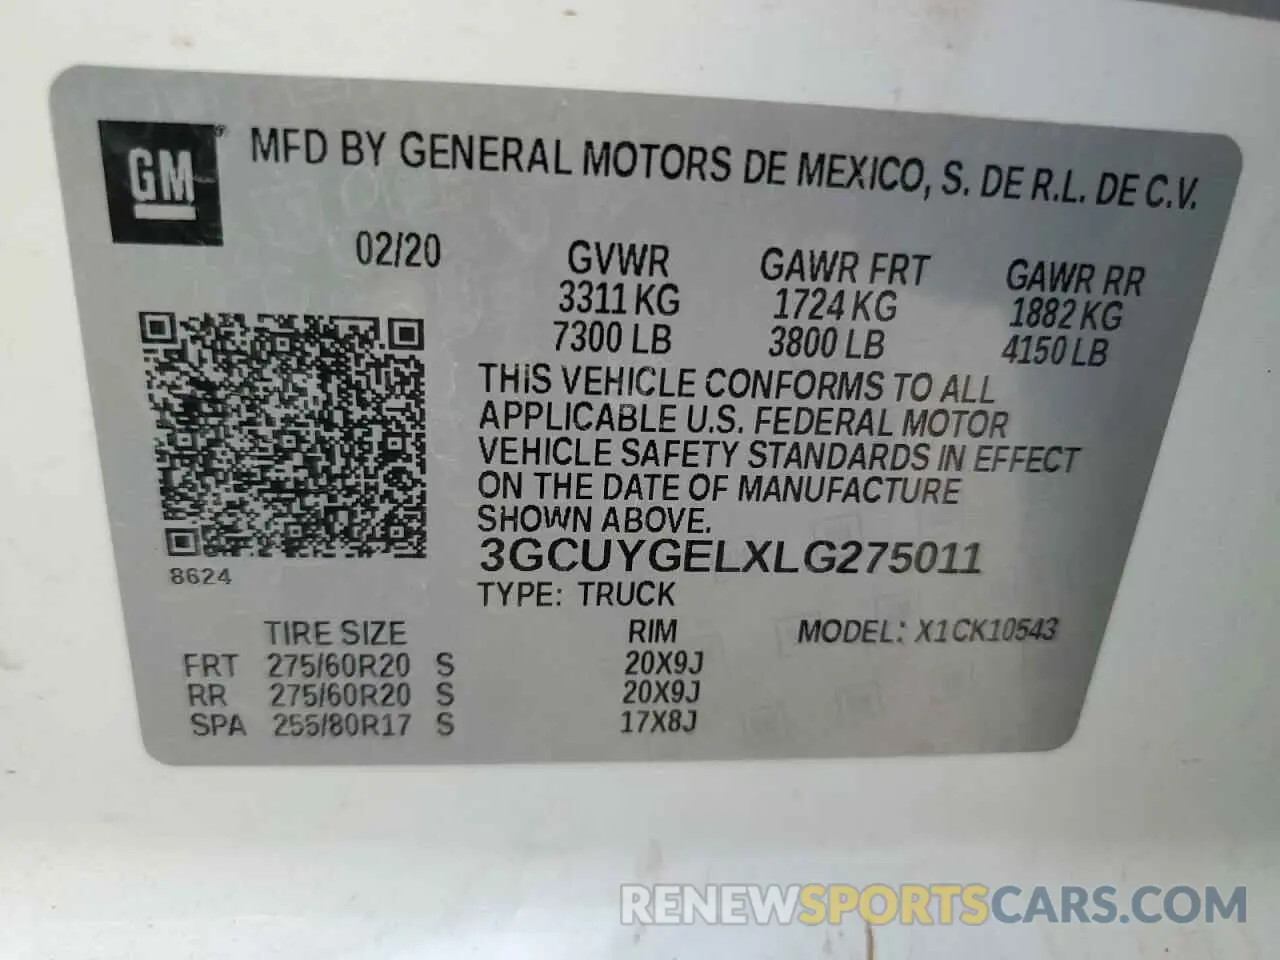 GM
MFD BY GENERAL MOTORS DE MEXICO, S. DE R.L. DE C.V.
02/20 GVWR GAWR FRT GAWR RR
3311 KG 1724 KG 1882 KG
7300 LB 3800 LB 4150 LB
THIS VEHICLE CONFORMS TO ALL
APPLICABLE U.S. FEDERAL MOTOR
VEHICLE SAFETY STANDARDS IN EFFECT
ON THE DATE OF MANUFACTURE
SHOWN ABOVE.
3GCUYGELXLG275011
8624
TYPE: TRUCK
TIRE SIZE RIM MODEL: X1CK10543
FRT 275/60R20 S 20X9J
RR 275/60R20 S 20X9J
SPA 255/80R17 S 17X8J
RENEWSPORTSCARS.COM